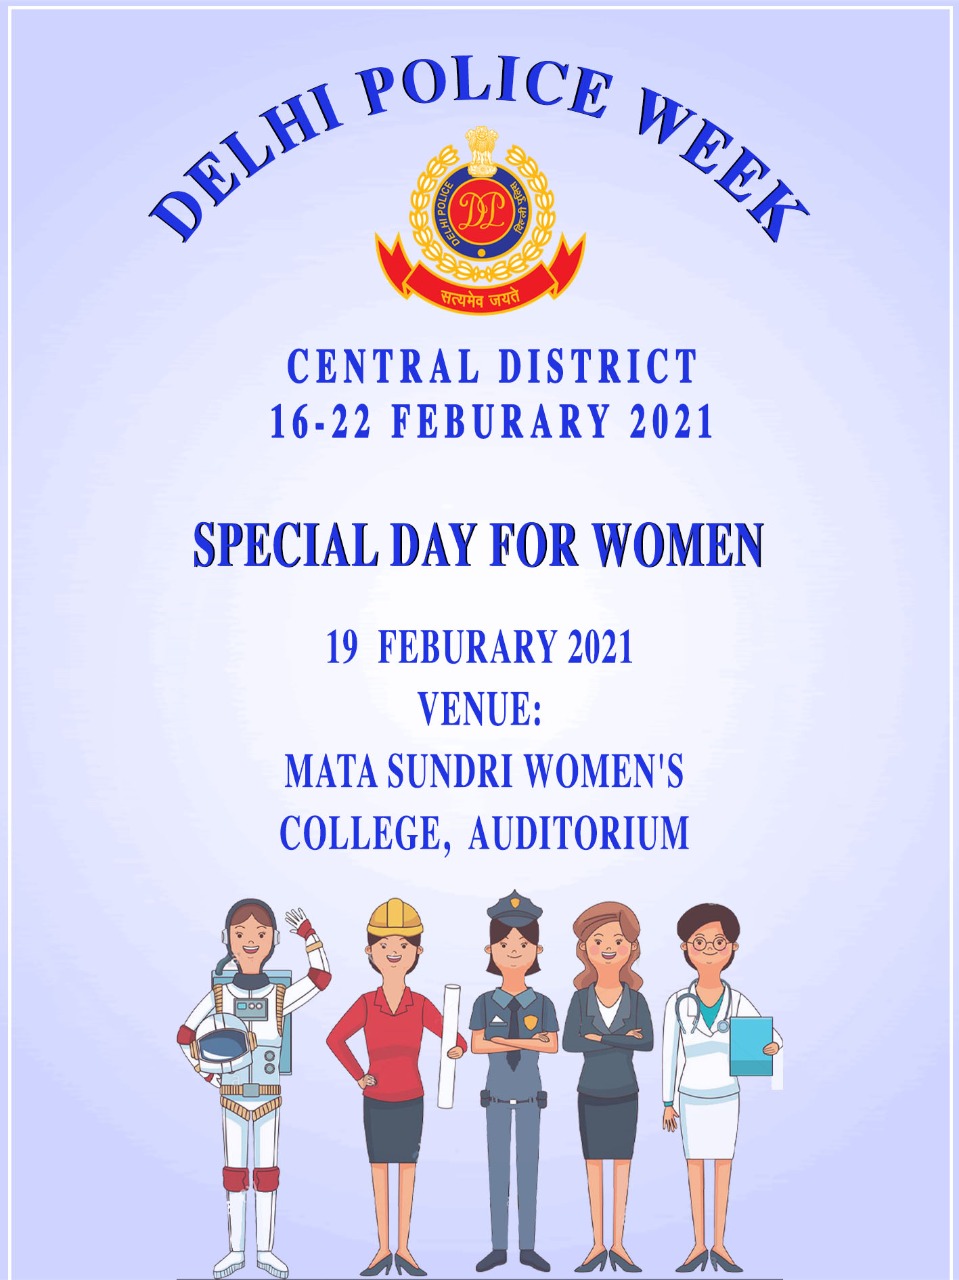 DELHI POLICE WEEK
DELHI POLICE
दिल्ली पुलिस
DP
सत्यमेव जयते
CENTRAL DISTRICT
16-22 FEBURARY 2021
SPECIAL DAY FOR WOMEN
19 FEBURARY 2021
VENUE:
MATA SUNDRI WOMEN'S
COLLEGE, AUDITORIUM